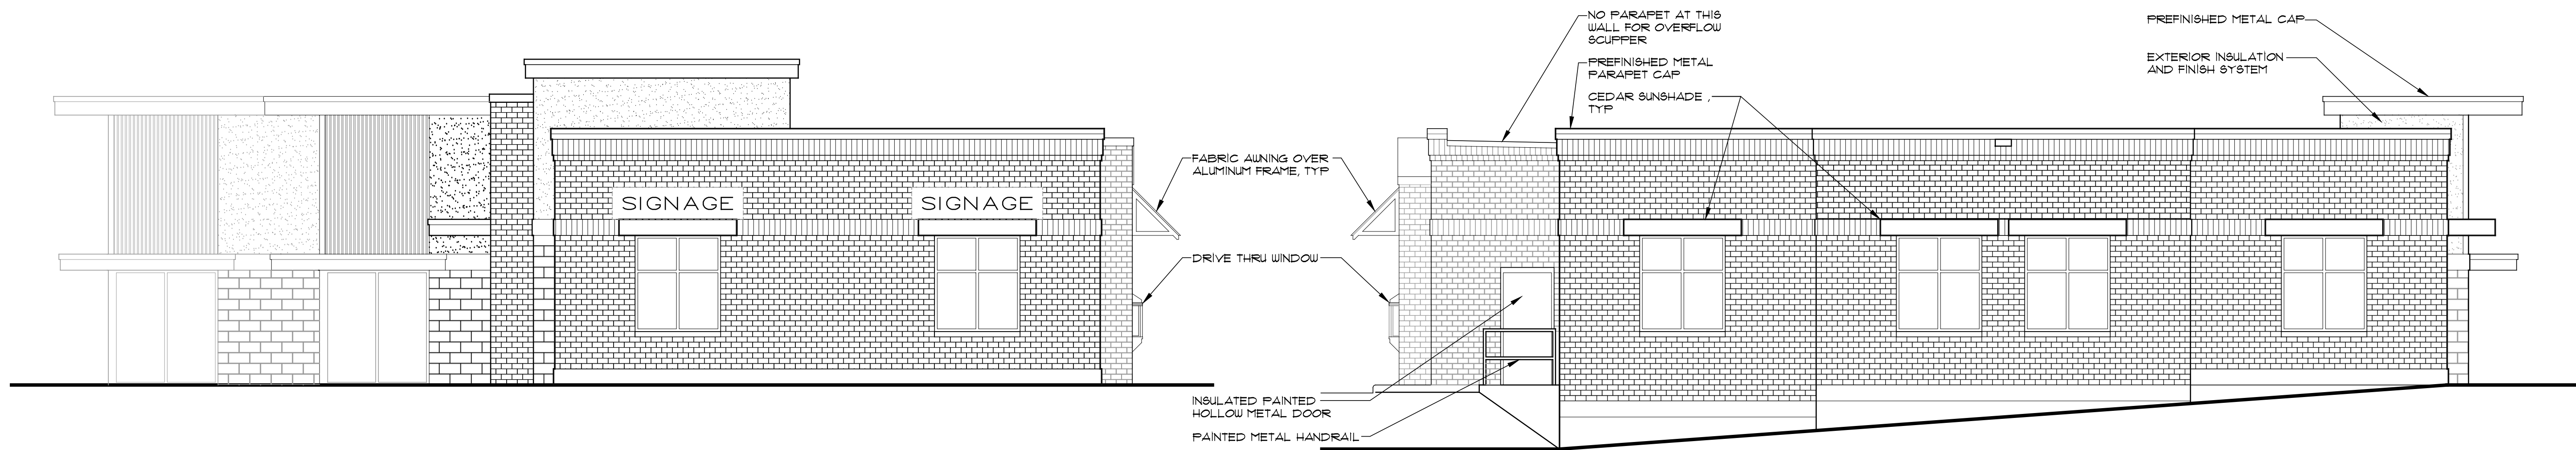 NO PARAPET AT THIS
WALL FOR OVERFLOW
SCUPPER
PREFINISHED METAL CAP
EXTERIOR INSULATION
AND FINISH SYSTEM
PREFINISHED METAL
PARAPET CAP
CEDAR SUNSHADE ,
TYP
FABRIC AWNING OVER
ALUMINUM FRAME, TYP
SIGNAGE
SIGNAGE
DRIVE THRU WINDOW
INSULATED PAINTED
HOLLOW METAL DOOR
PAINTED METAL HANDRAIL